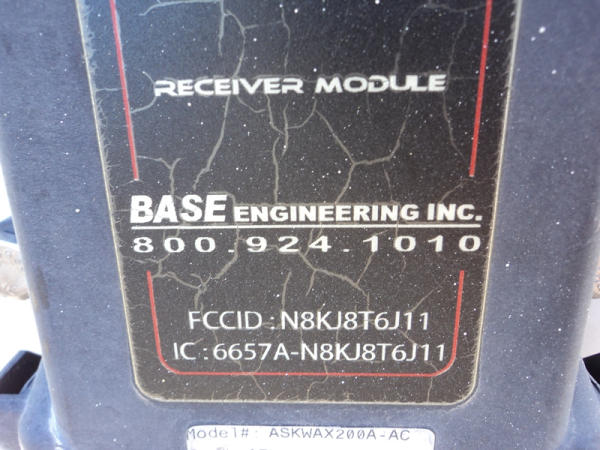 RECEIVER MODULE
BASE ENGINEERING INC.
800.924.1010
FCCID : N8KJ8T6J11
IC : 6657A-N8KJ8T6J11
Model#: ASKWAX200A-AC